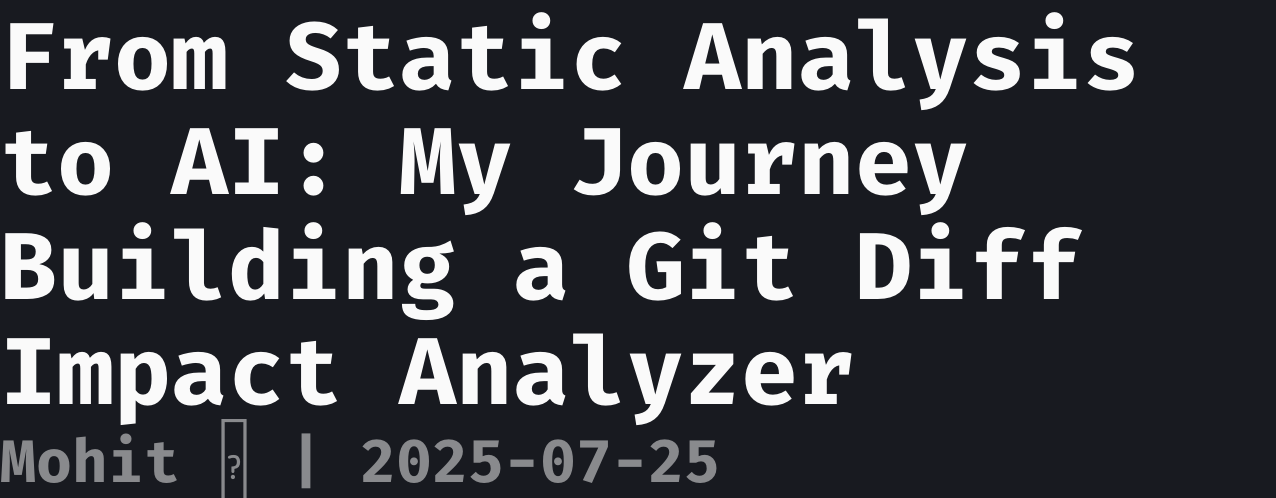 From Static Analysis
to AI: My Journey
Building a Git Diff
Impact Analyzer
Mohit | 2025-07-25